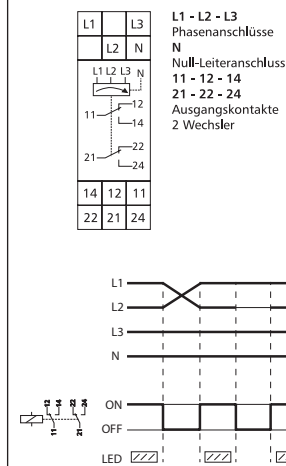 L1 L3
L2 N
L1 L2 L3 N
11 12
14
21 22
24
14 12 11
22 21 24
L1 - L2 - L3
Phasenanschlüsse
N
Null-Leiteranschluss
11 - 12 - 14
21 - 22 - 24
Ausgangskontakte
2 Wechsler
L1
L2
L3
N
12 14 22 24
11 21
ON
OFF
LED